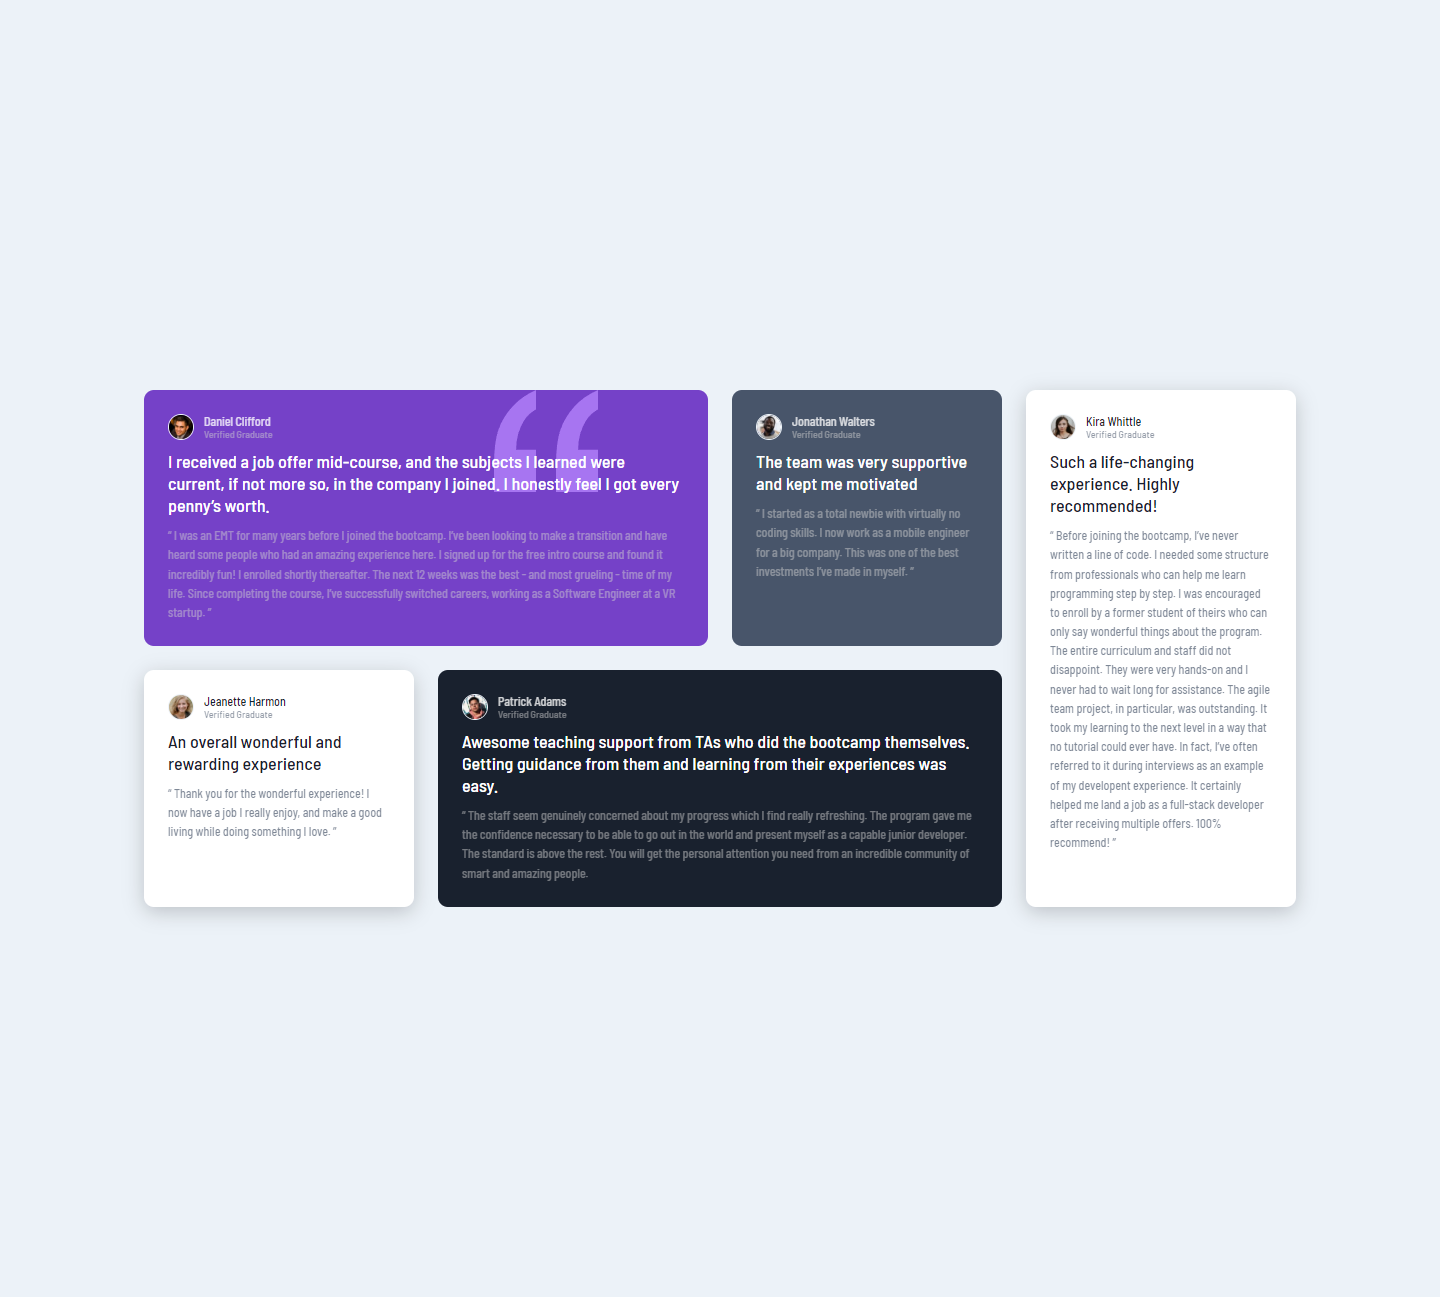 Daniel Clifford
Verified Graduate
I received a job offer mid-course, and the subjects I learned were
current, if not more so, in the company I joined. I honestly feel I got every
penny’s worth.
“ I was an EMT for many years before I joined the bootcamp. I’ve been looking to make a transition and have
heard some people who had an amazing experience here. I signed up for the free intro course and found it
incredibly fun! I enrolled shortly thereafter. The next 12 weeks was the best - and most grueling - time of my
life. Since completing the course, I’ve successfully switched careers, working as a Software Engineer at a VR
startup. ”
Jonathan Walters
Verified Graduate
The team was very supportive
and kept me motivated
“ I started as a total newbie with virtually no
coding skills. I now work as a mobile engineer
for a big company. This was one of the best
investments I’ve made in myself. ”
Kira Whittle
Verified Graduate
Such a life-changing
experience. Highly
recommended!
“ Before joining the bootcamp, I’ve never
written a line of code. I needed some structure
from professionals who can help me learn
programming step by step. I was encouraged
to enroll by a former student of theirs who can
only say wonderful things about the program.
The entire curriculum and staff did not
disappoint. They were very hands-on and I
never had to wait long for assistance. The agile
team project, in particular, was outstanding. It
took my learning to the next level in a way that
no tutorial could ever have. In fact, I’ve often
referred to it during interviews as an example
of my developent experience. It certainly
helped me land a job as a full-stack developer
after receiving multiple offers. 100%
recommend! ”
Jeanette Harmon
Verified Graduate
An overall wonderful and
rewarding experience
“ Thank you for the wonderful experience! I
now have a job I really enjoy, and make a good
living while doing something I love. ”
Patrick Adams
Verified Graduate
Awesome teaching support from TAs who did the bootcamp themselves.
Getting guidance from them and learning from their experiences was
easy.
“ The staff seem genuinely concerned about my progress which I find really refreshing. The program gave me
the confidence necessary to be able to go out in the world and present myself as a capable junior developer.
The standard is above the rest. You will get the personal attention you need from an incredible community of
smart and amazing people.